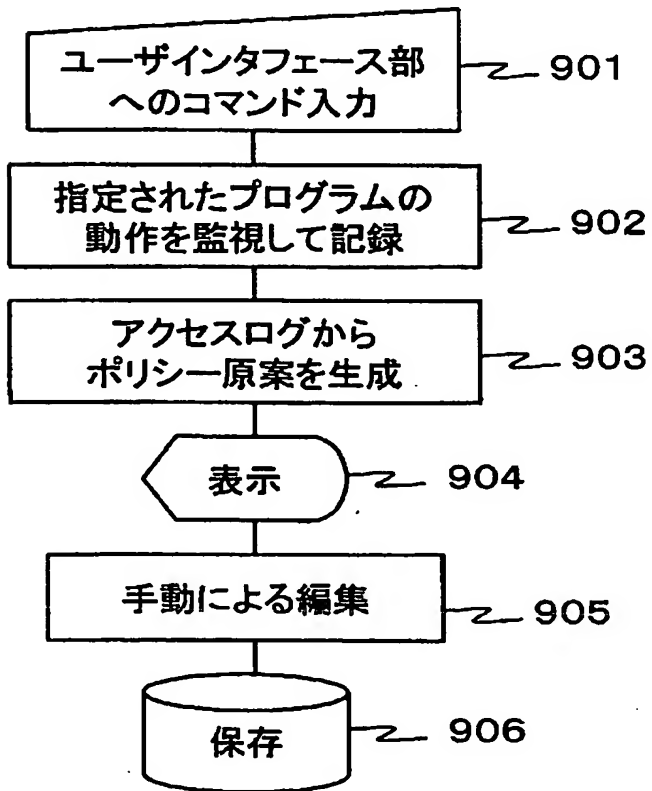 ユーザインタフェース部
へのコマンド入力
901
指定されたプログラムの
動作を監視して記録
902
アクセスログから
ポリシー原案を生成
903
表示
904
手動による編集
905
保存
906